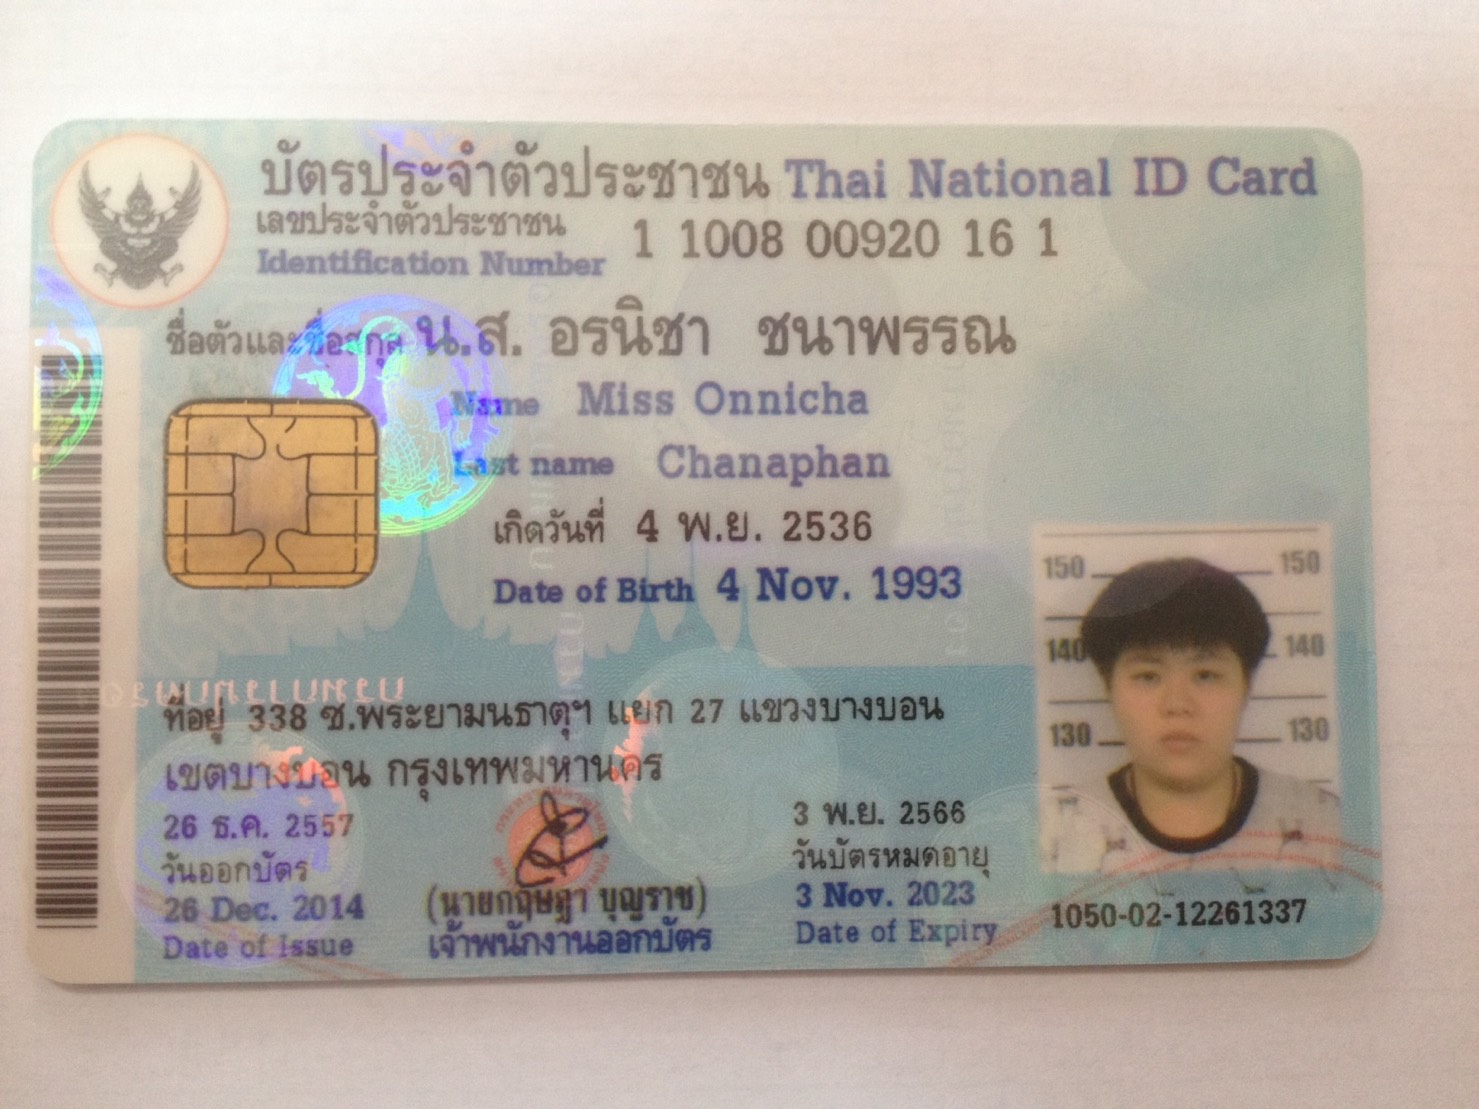 บัตรประจำตัวประชาชน Thai National ID Card
เลขประจำตัวประชาชน
Identification Number 1 1008 00920 16 1
ชื่อตัวและชื่อสกุล น.ส. อรนิชา ชนาพรรณ
Name Miss Onnicha
Last name Chanaphan
เกิดวันที่ 4 พ.ย. 2536
Date of Birth 4 Nov. 1993
150 150
140 140
130 130
ที่อยู่ 338 ซ.พระยามนธาตุฯ แยก 27 แขวงบางบอน
เขตบางบอน กรุงเทพมหานคร
26 ธ.ค. 2557
วันออกบัตร
26 Dec. 2014
Date of Issue
(นายกฤษฎา บุญราช)
เจ้าพนักงานออกบัตร
3 พ.ย. 2566
วันบัตรหมดอายุ
3 Nov. 2023
Date of Expiry
1050-02-12261337